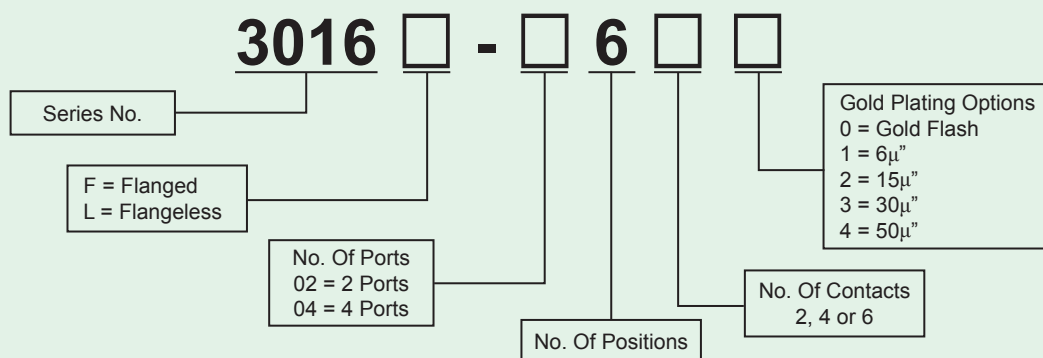 3016 □ - □ 6 □ □
Series No.
F = Flanged
L = Flangeless
No. Of Ports
02 = 2 Ports
04 = 4 Ports
No. Of Positions
No. Of Contacts
2, 4 or 6
Gold Plating Options
0 = Gold Flash
1 = 6μ”
2 = 15μ”
3 = 30μ”
4 = 50μ”